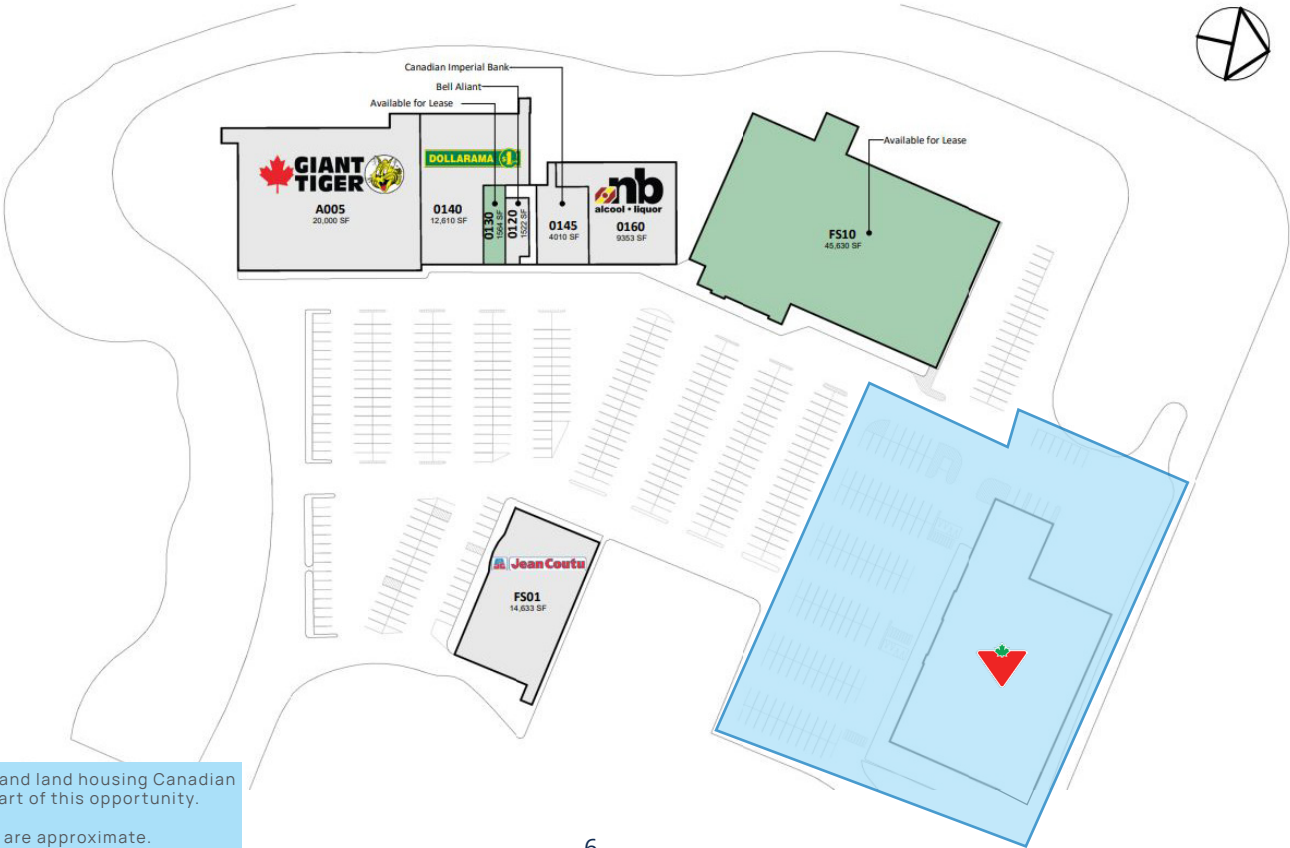 Canadian Imperial Bank
Bell Aliant
Available for Lease
Available for Lease
GIANT
TIGER
A005
20,000 SF
DOLLARAMA $1
0140
12,610 SF
0130
1564 SF
0120
1522 SF
0145
4010 SF
nb
alcool • liquor
0160
9353 SF
FS10
45,630 SF
Jean Coutu
FS01
14,633 SF
and land housing Canadian
art of this opportunity.
are approximate.
6